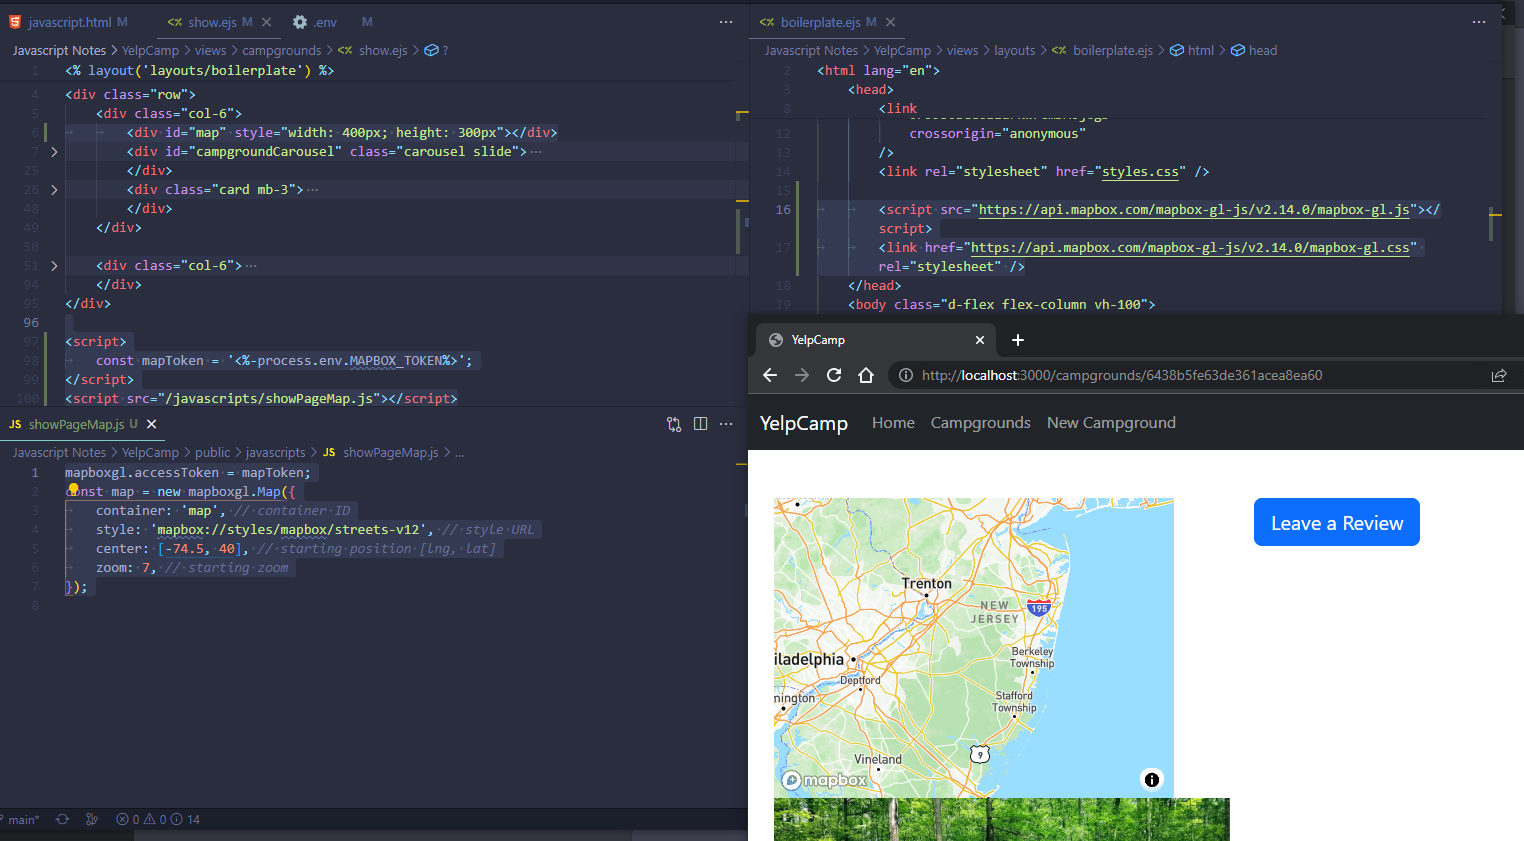 javascript.html M
show.ejs M
.env M
Javascript Notes > YelpCamp > views > campgrounds > show.ejs > ?
1 <% layout('layouts/boilerplate') %>
4 <div class="row">
5 <div class="col-6">
6 <div id="map" style="width: 400px; height: 300px"></div>
7 <div id="campgroundCarousel" class="carousel slide">…
25 </div>
26 <div class="card mb-3">…
48 </div>
49 </div>
50
51 <div class="col-6">…
94 </div>
95 </div>
96
97 <script>
98 const mapToken = '<%-process.env.MAPBOX_TOKEN%>';
99 </script>
100 <script src="/javascripts/showPageMap.js"></script>
JS showPageMap.js U
Javascript Notes > YelpCamp > public > javascripts > JS showPageMap.js > ...
1 mapboxgl.accessToken = mapToken;
2 const map = new mapboxgl.Map({
3 container: 'map', // container ID
4 style: 'mapbox://styles/mapbox/streets-v12', // style URL
5 center: [-74.5, 40], // starting position [lng, lat]
6 zoom: 7, // starting zoom
7 });
8
main*
0 0 14
boilerplate.ejs M
Javascript Notes > YelpCamp > views > layouts > boilerplate.ejs > html > head
2 <html lang="en">
3 <head>
8 <link
12 crossorigin="anonymous"
13 />
14 <link rel="stylesheet" href="styles.css" />
15
16 <script src="https://api.mapbox.com/mapbox-gl-js/v2.14.0/mapbox-gl.js"></
script>
17 <link href="https://api.mapbox.com/mapbox-gl-js/v2.14.0/mapbox-gl.css"
rel="stylesheet" />
18 </head>
19 <body class="d-flex flex-column vh-100">
YelpCamp
http://localhost:3000/campgrounds/6438b5fe63de361acea8ea60
YelpCamp Home Campgrounds New Campground
Leave a Review
Trenton
NEW
JERSEY
195
iladelphia
Berkeley
Township
Deptford
mington
Stafford
Township
9
Vineland
mapbox